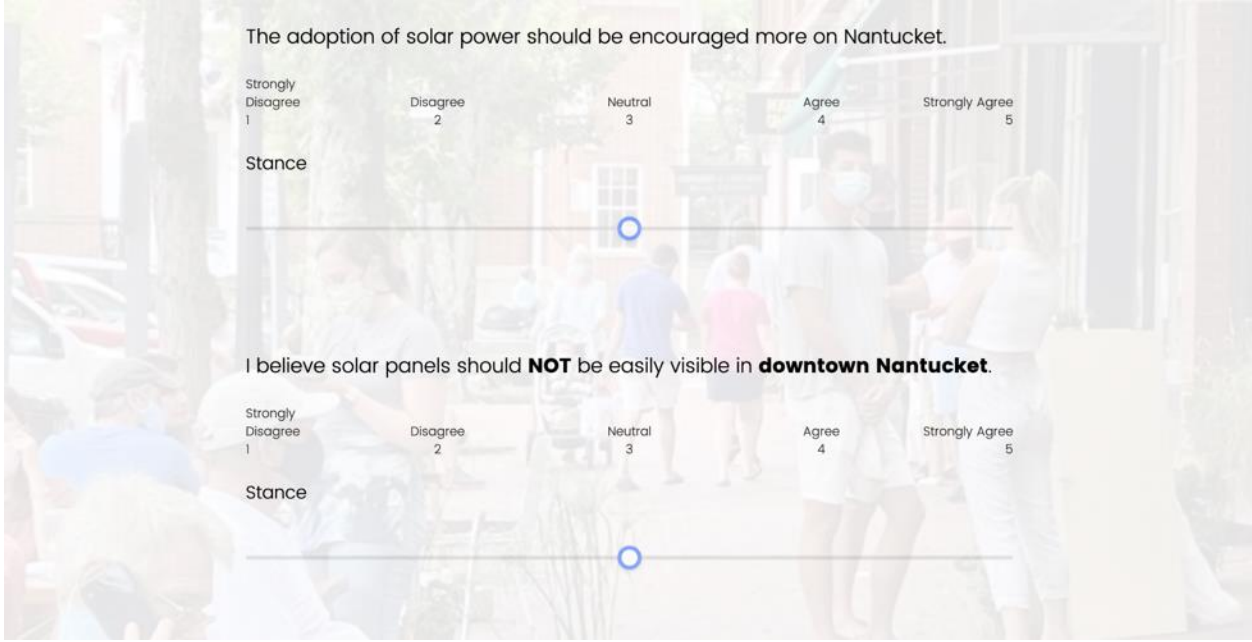 The adoption of solar power should be encouraged more on Nantucket.
Strongly
Disagree Disagree Neutral Agree Strongly Agree
1 2 3 4 5
Stance
I believe solar panels should NOT be easily visible in downtown Nantucket.
Strongly
Disagree Disagree Neutral Agree Strongly Agree
1 2 3 4 5
Stance